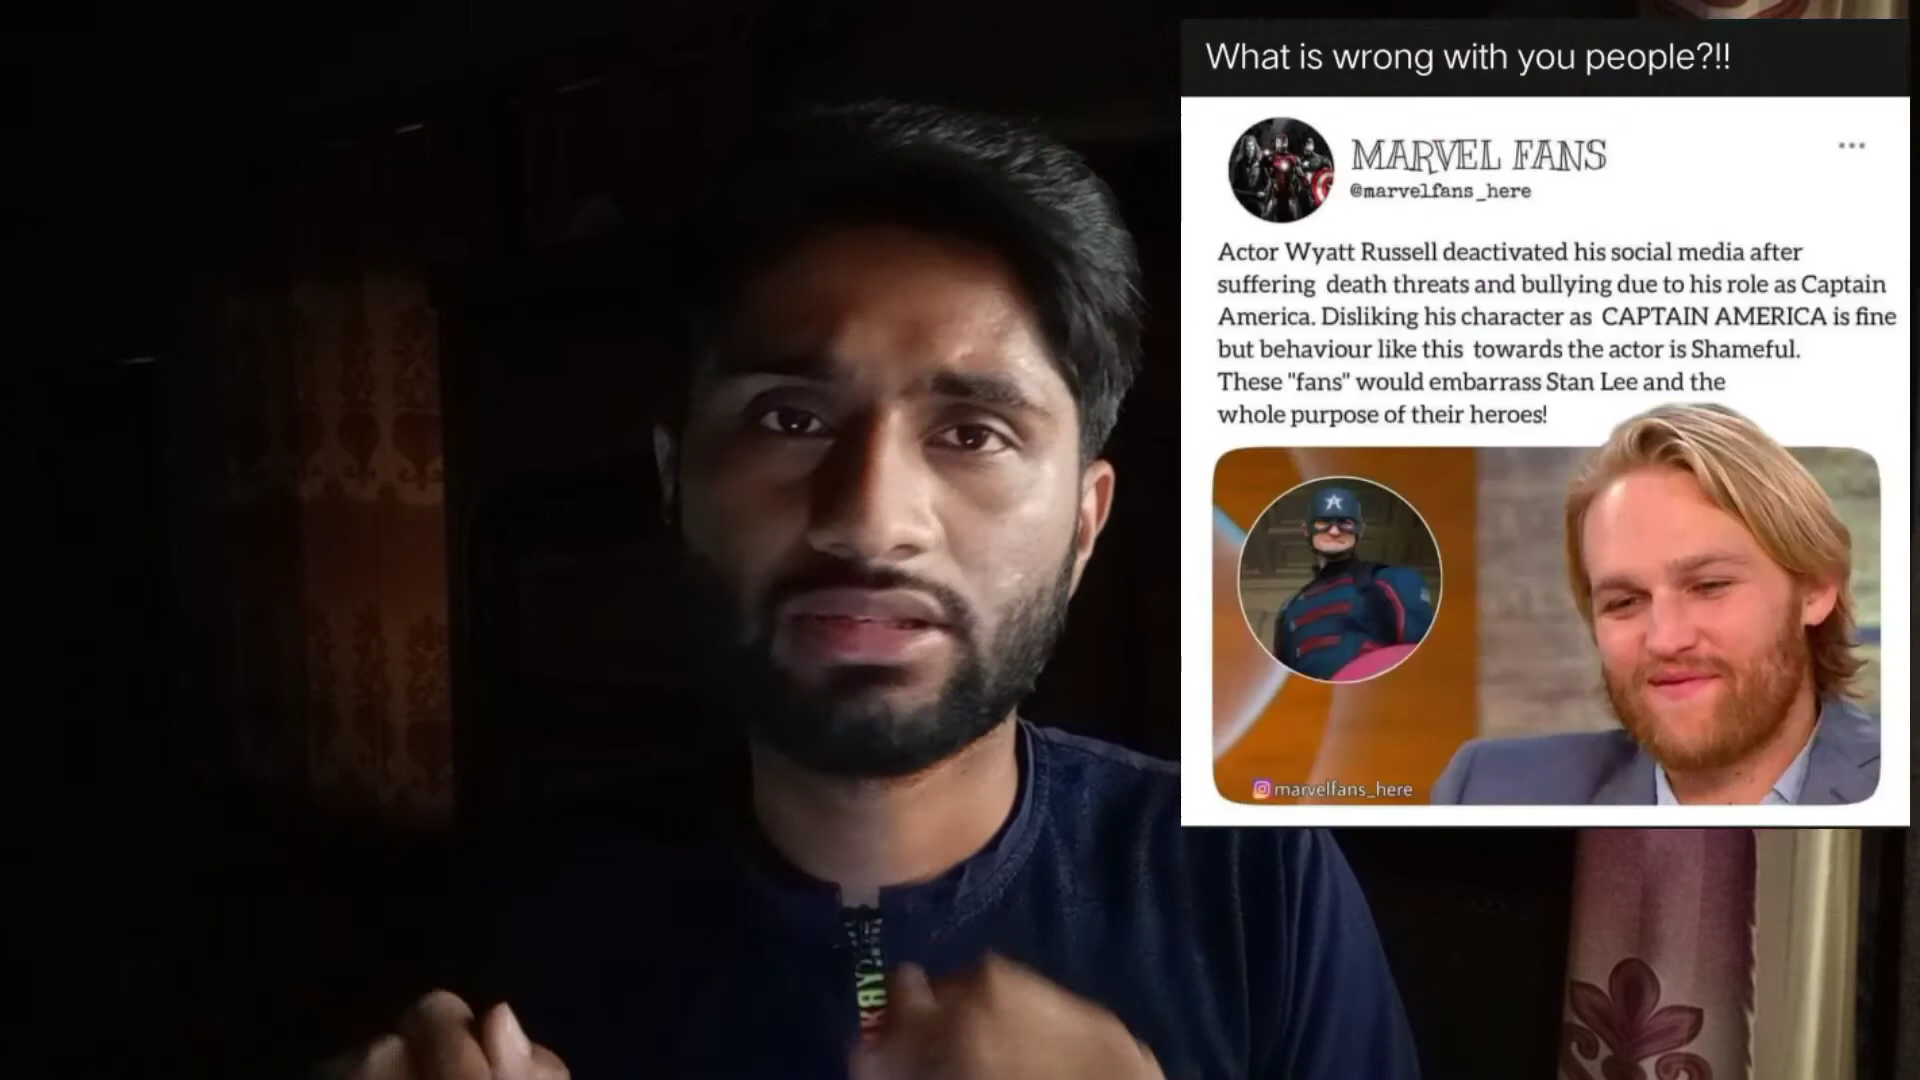 What is wrong with you people?!!
MARVEL FANS
@marvelfans_here
Actor Wyatt Russell deactivated his social media after
suffering death threats and bullying due to his role as Captain
America. Disliking his character as CAPTAIN AMERICA is fine
but behaviour like this towards the actor is Shameful.
These "fans" would embarrass Stan Lee and the
whole purpose of their heroes!
marvelfans_here